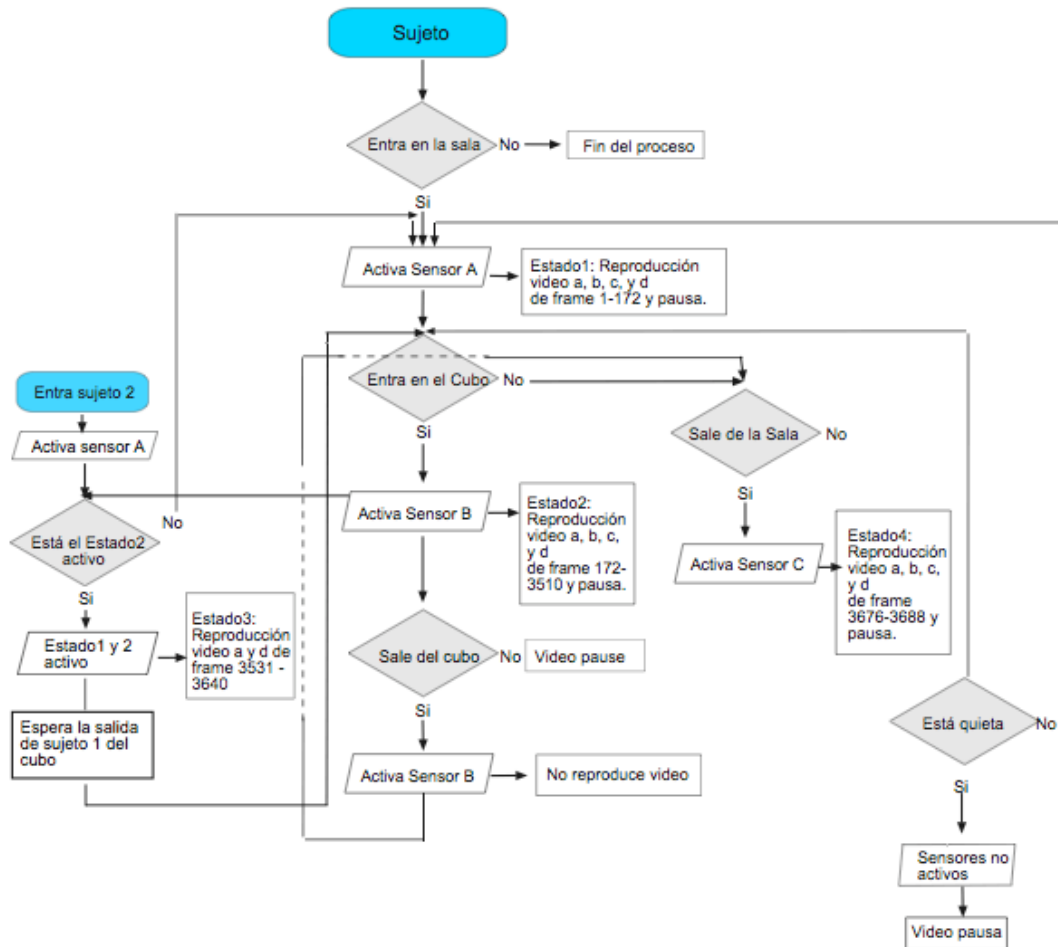 Sujeto
Entra en la sala
No
Fin del proceso
Si
Activa Sensor A
Estado1: Reproducción
video a, b, c, y d
de frame 1-172 y pausa.
Entra en el Cubo
No
Entra sujeto 2
Activa sensor A
Sale de la Sala
No
Si
Si
Está el Estado2
activo
No
Activa Sensor B
Estado2:
Reproducción
video a, b, c,
y d
de frame 172-
3510 y pausa.
Activa Sensor C
Estado4:
Reproducción
video a, b, c,
y d
de frame
3676-3688 y
pausa.
Si
Estado1 y 2
activo
Estado3:
Reproducción
video a y d de
frame 3531 -
3640
Sale del cubo
No
Video pause
Espera la salida
de sujeto 1 del
cubo
Si
Está quieta
No
Activa Sensor B
No reproduce video
Si
Sensores no
activos
Video pausa